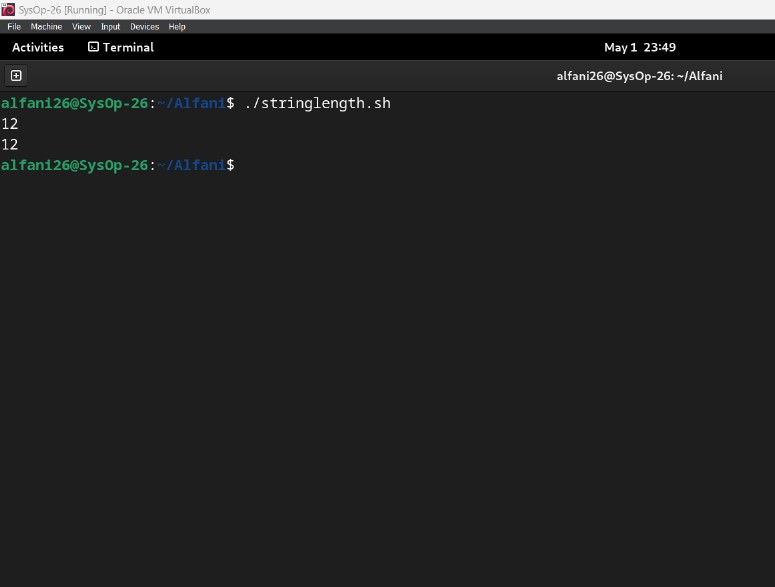 SysOp-26 [Running] - Oracle VM VirtualBox
File Machine View Input Devices Help
Activities Terminal May 1 23:49
alfani26@SysOp-26: ~/Alfani
alfani26@SysOp-26:~/Alfani$ ./stringlength.sh
12
12
alfani26@SysOp-26:~/Alfani$